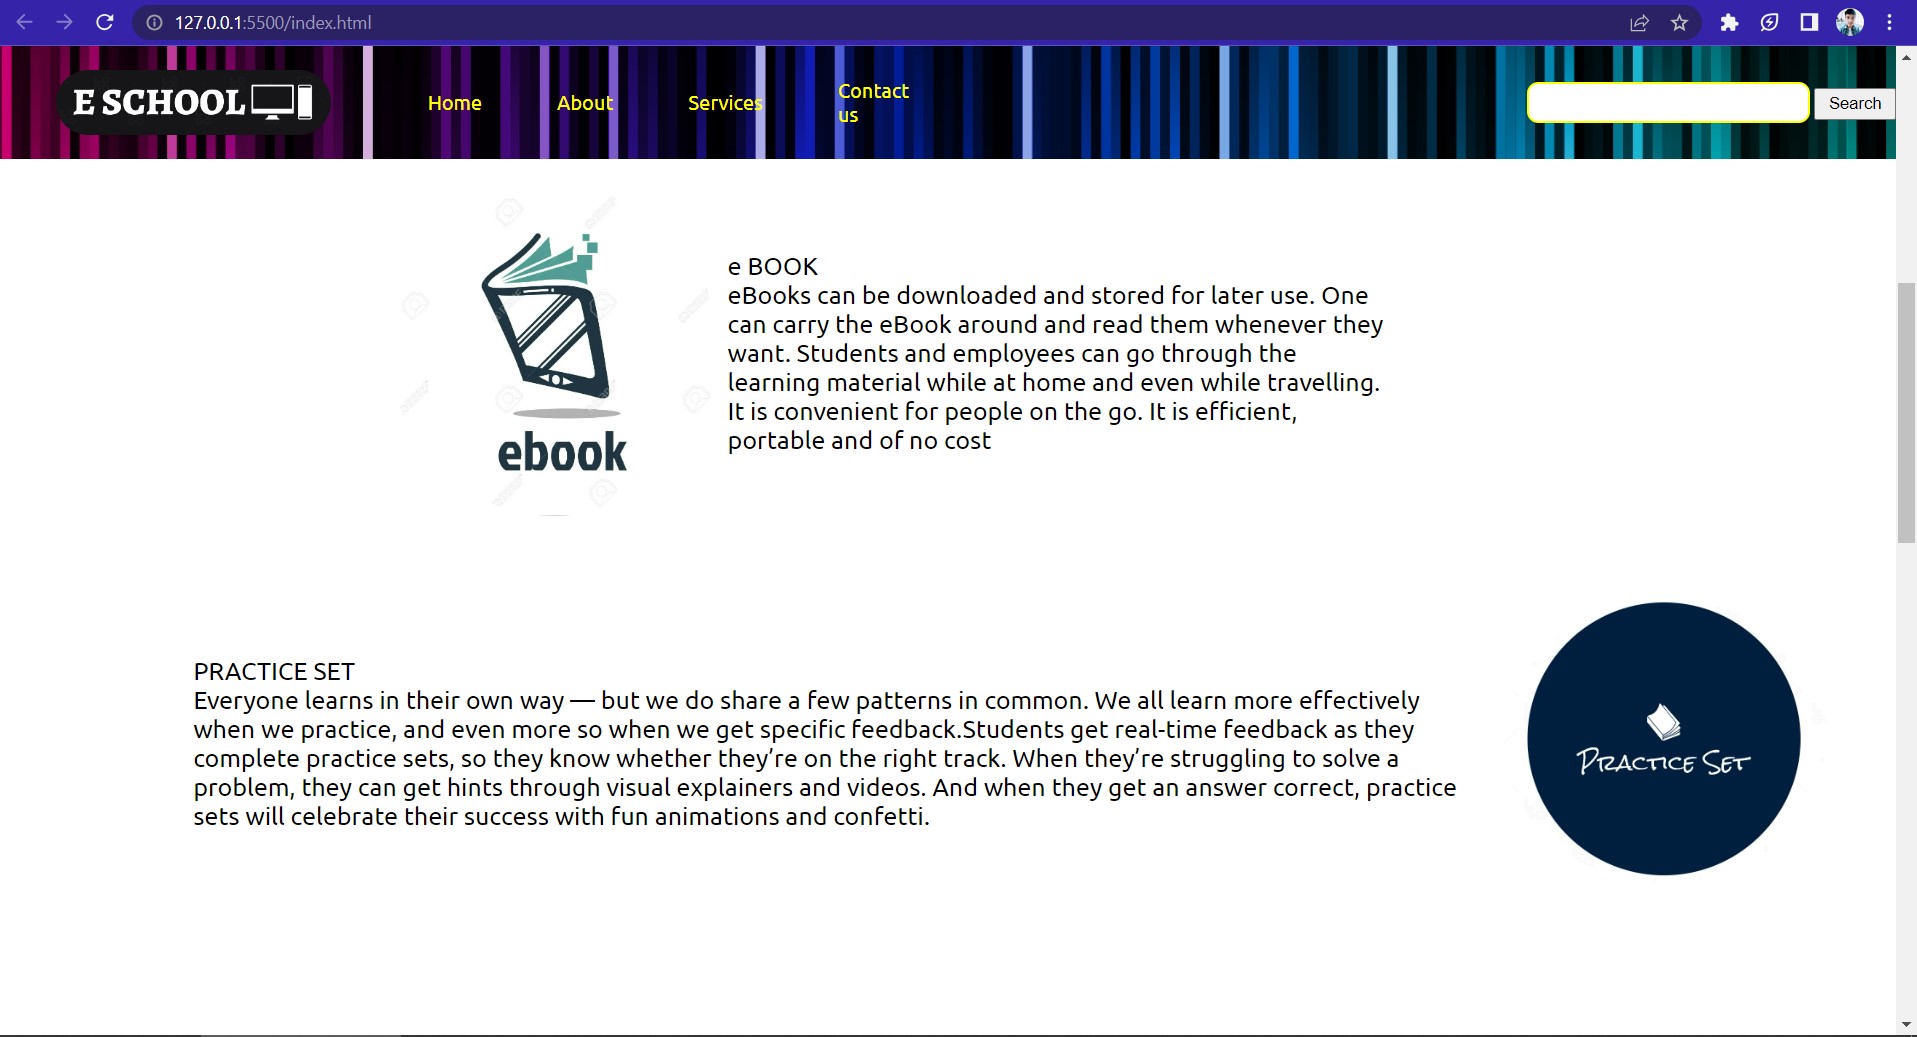 127.0.0.1:5500/index.html
E SCHOOL
Home
About
Services
Contact
us
Search
e BOOK
eBooks can be downloaded and stored for later use. One
can carry the eBook around and read them whenever they
want. Students and employees can go through the
learning material while at home and even while travelling.
It is convenient for people on the go. It is efficient,
portable and of no cost
ebook
PRACTICE SET
Everyone learns in their own way — but we do share a few patterns in common. We all learn more effectively
when we practice, and even more so when we get specific feedback.Students get real-time feedback as they
complete practice sets, so they know whether they’re on the right track. When they’re struggling to solve a
problem, they can get hints through visual explainers and videos. And when they get an answer correct, practice
sets will celebrate their success with fun animations and confetti.
Practice Set